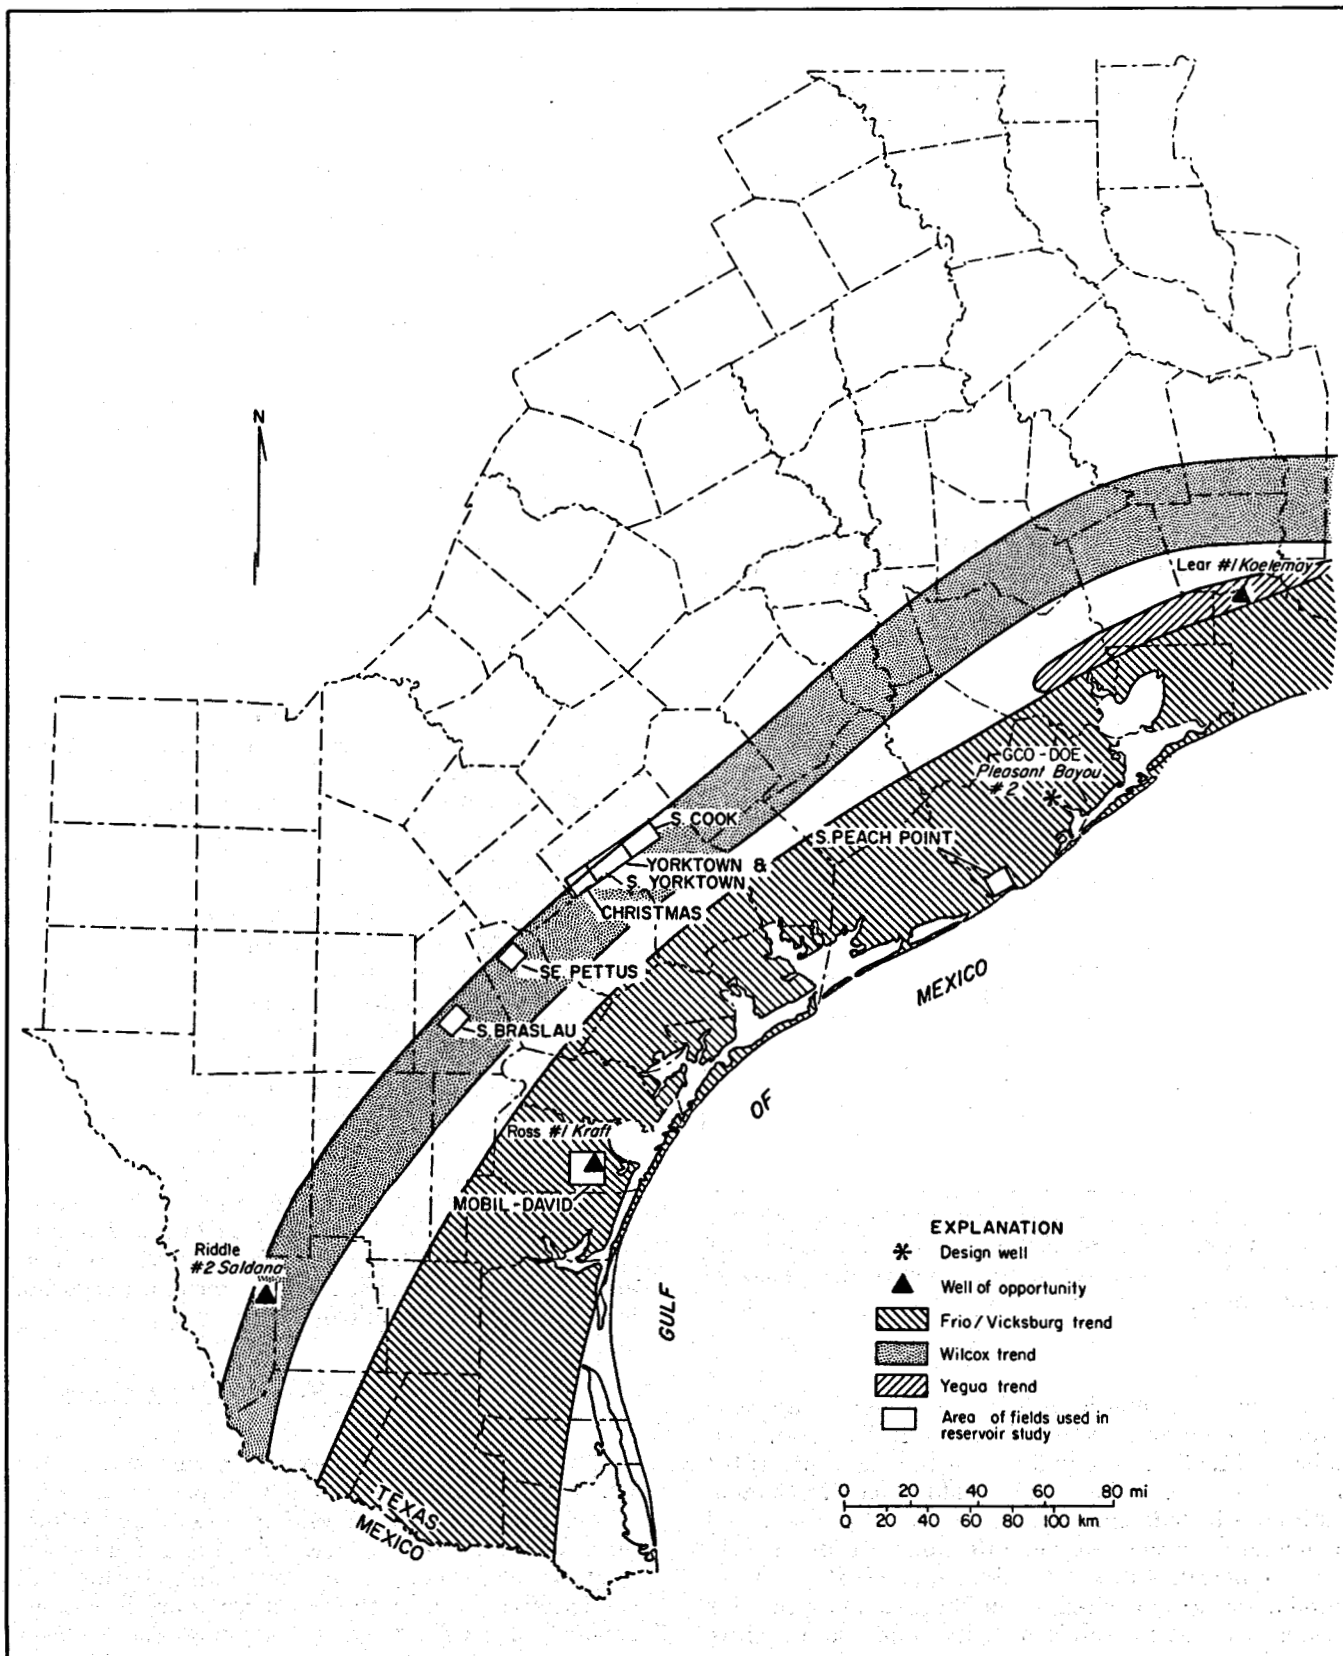 N
Lear #1 Koelemay
GCO-DOE
Pleasant Bayou
#2
S. COOK
S. PEACH POINT
YORKTOWN &
S. YORKTOWN
CHRISTMAS
SE. PETTUS
S. BRASLAU
MEXICO
OF
GULF
Ross #1 Kraft
MOBIL-DAVID
Riddle
#2 Saldana
TEXAS
MEXICO
EXPLANATION
Design well
Well of opportunity
Frio/Vicksburg trend
Wilcox trend
Yegua trend
Area of fields used in
reservoir study
0 20 40 60 80 mi
0 20 40 60 80 100 km